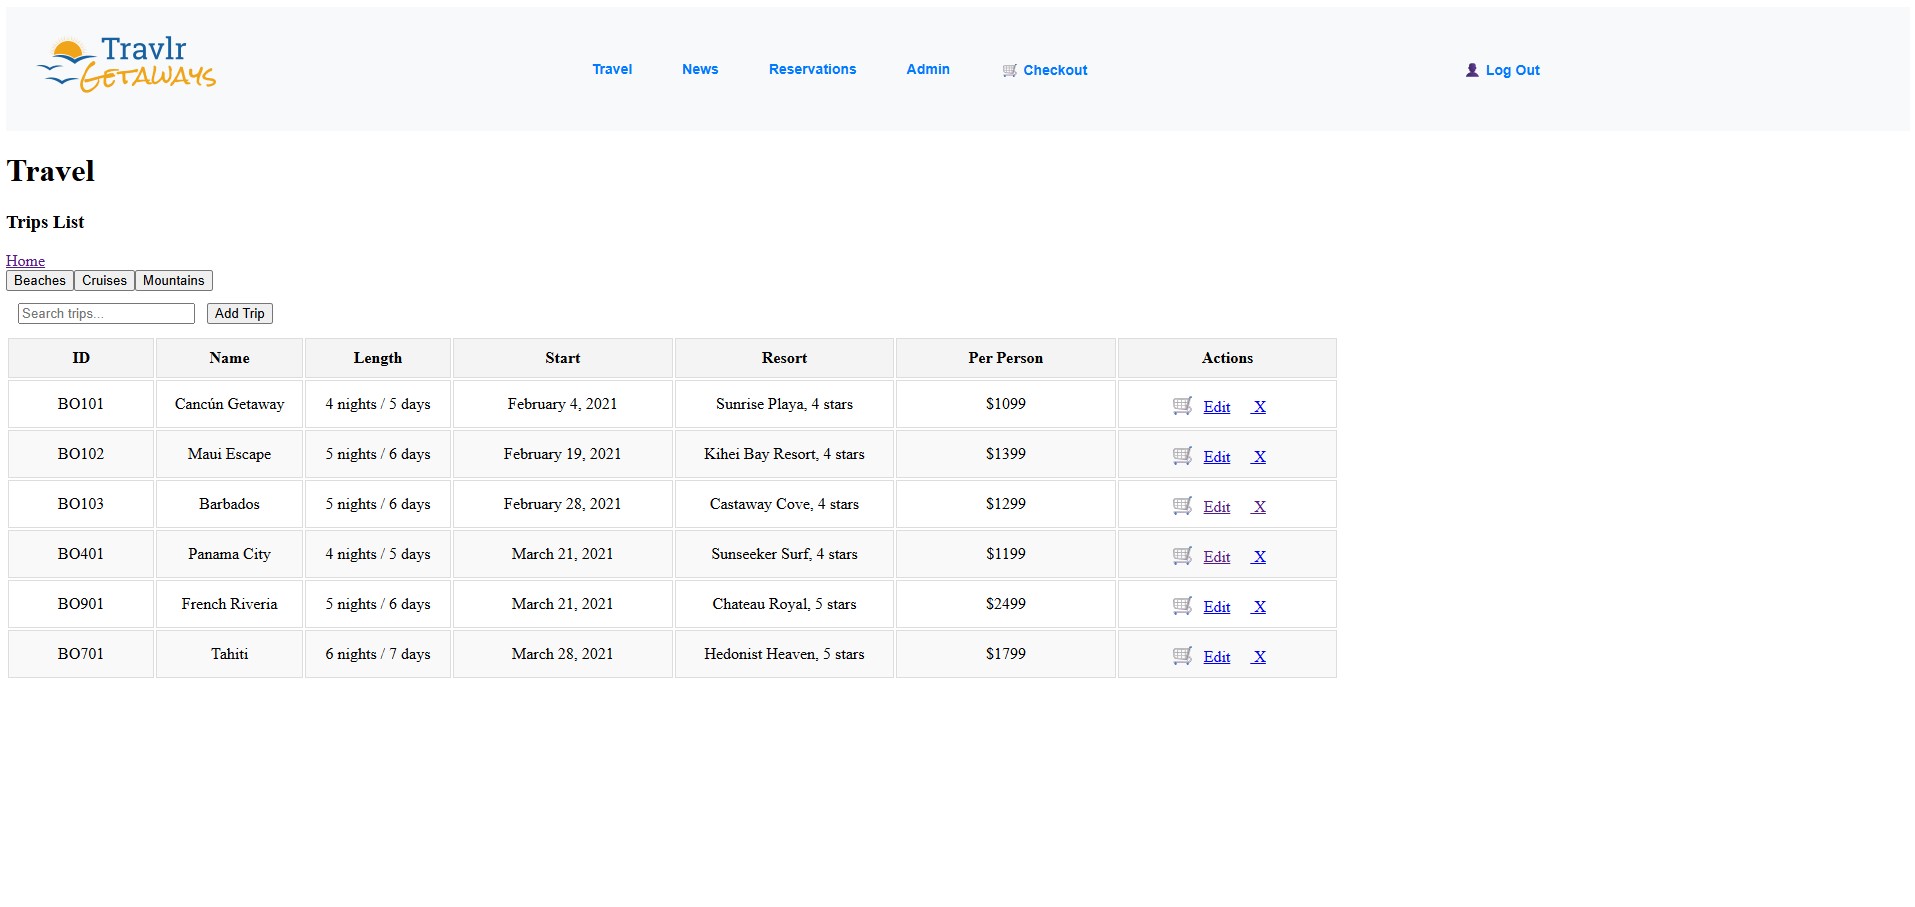 Travlr
Getaways
Travel News Reservations Admin Checkout Log Out
Travel
Trips List
Home
Beaches Cruises Mountains
Search trips... Add Trip
ID Name Length Start Resort Per Person Actions
BO101 Cancún Getaway 4 nights / 5 days February 4, 2021 Sunrise Playa, 4 stars $1099 Edit X
BO102 Maui Escape 5 nights / 6 days February 19, 2021 Kihei Bay Resort, 4 stars $1399 Edit X
BO103 Barbados 5 nights / 6 days February 28, 2021 Castaway Cove, 4 stars $1299 Edit X
BO401 Panama City 4 nights / 5 days March 21, 2021 Sunseeker Surf, 4 stars $1199 Edit X
BO901 French Riveria 5 nights / 6 days March 21, 2021 Chateau Royal, 5 stars $2499 Edit X
BO701 Tahiti 6 nights / 7 days March 28, 2021 Hedonist Heaven, 5 stars $1799 Edit X